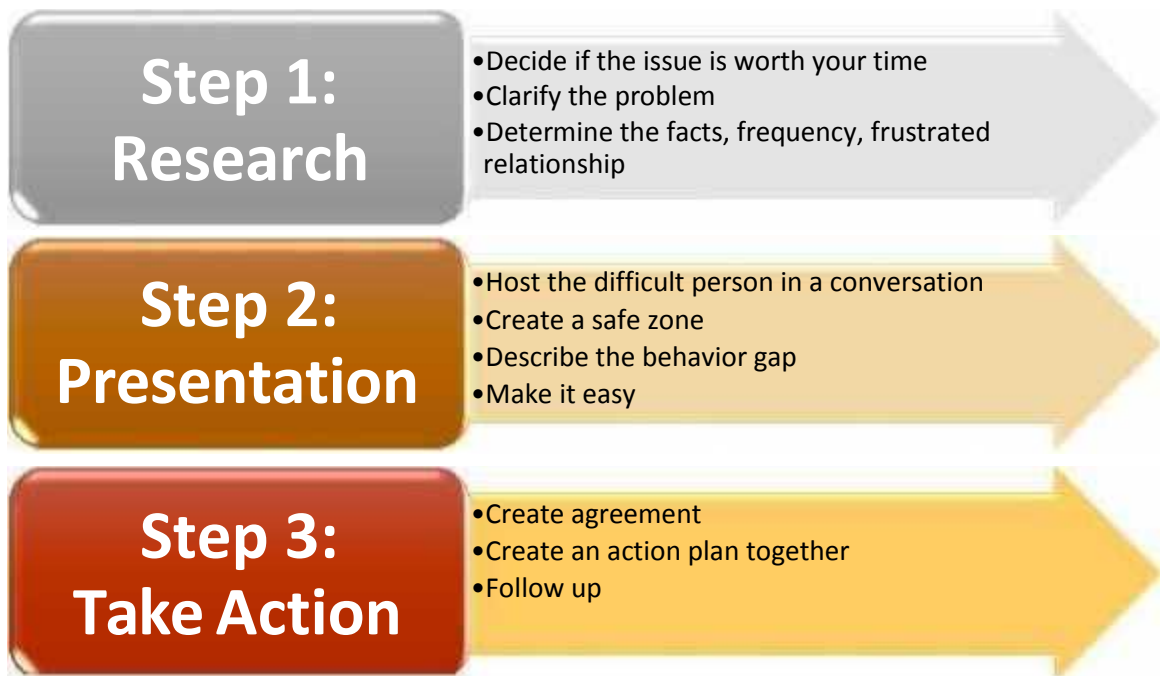 Step 1:
Research
•Decide if the issue is worth your time
•Clarify the problem
•Determine the facts, frequency, frustrated
relationship
Step 2:
Presentation
•Host the difficult person in a conversation
•Create a safe zone
•Describe the behavior gap
•Make it easy
Step 3:
Take Action
•Create agreement
•Create an action plan together
•Follow up